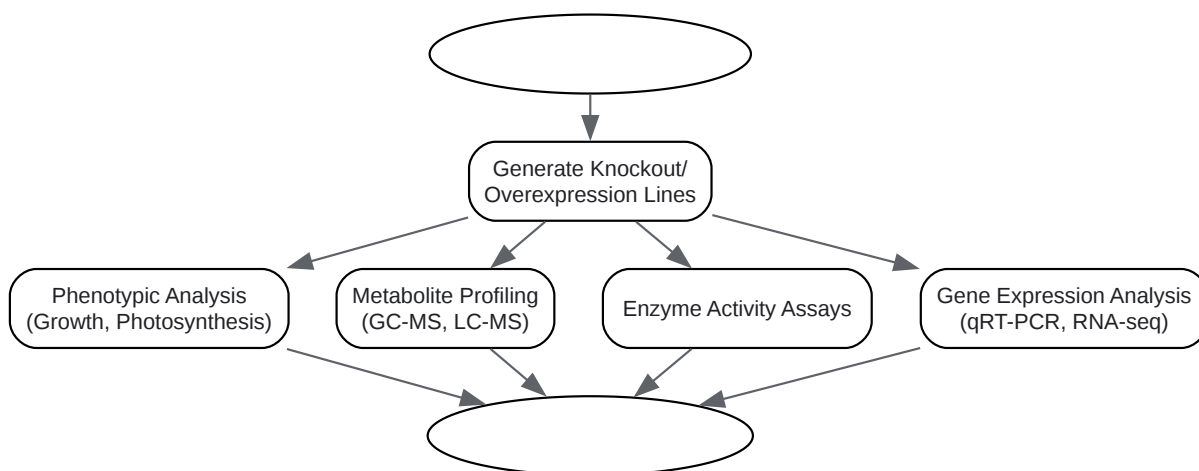 Generate Knockout/
Overexpression Lines
Phenotypic Analysis
(Growth, Photosynthesis)
Metabolite Profiling
(GC-MS, LC-MS)
Enzyme Activity Assays
Gene Expression Analysis
(qRT-PCR, RNA-seq)